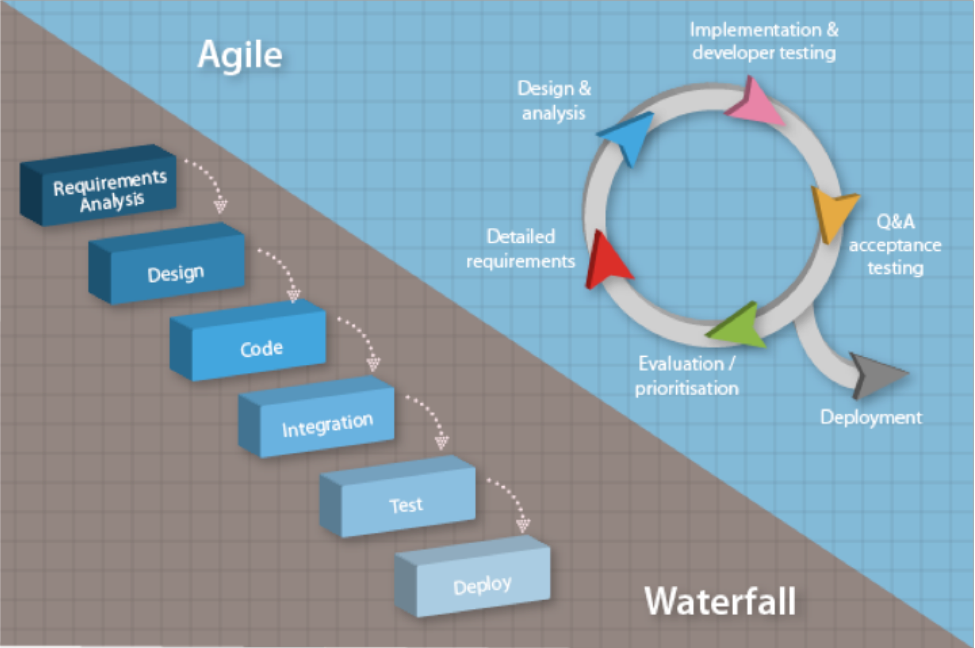 Agile
Implementation &
developer testing
Design &
analysis
Q&A
acceptance
testing
Detailed
requirements
Evaluation /
prioritisation
Deployment
Requirements
Analysis
Design
Code
Integration
Test
Deploy
Waterfall